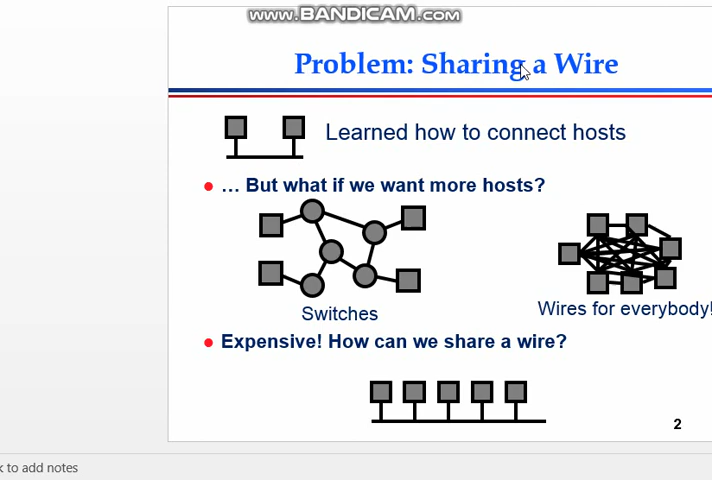 www.BANDICAM.com
Problem: Sharing a Wire
Learned how to connect hosts
… But what if we want more hosts?
Switches
Wires for everybody!
Expensive! How can we share a wire?
2
to add notes